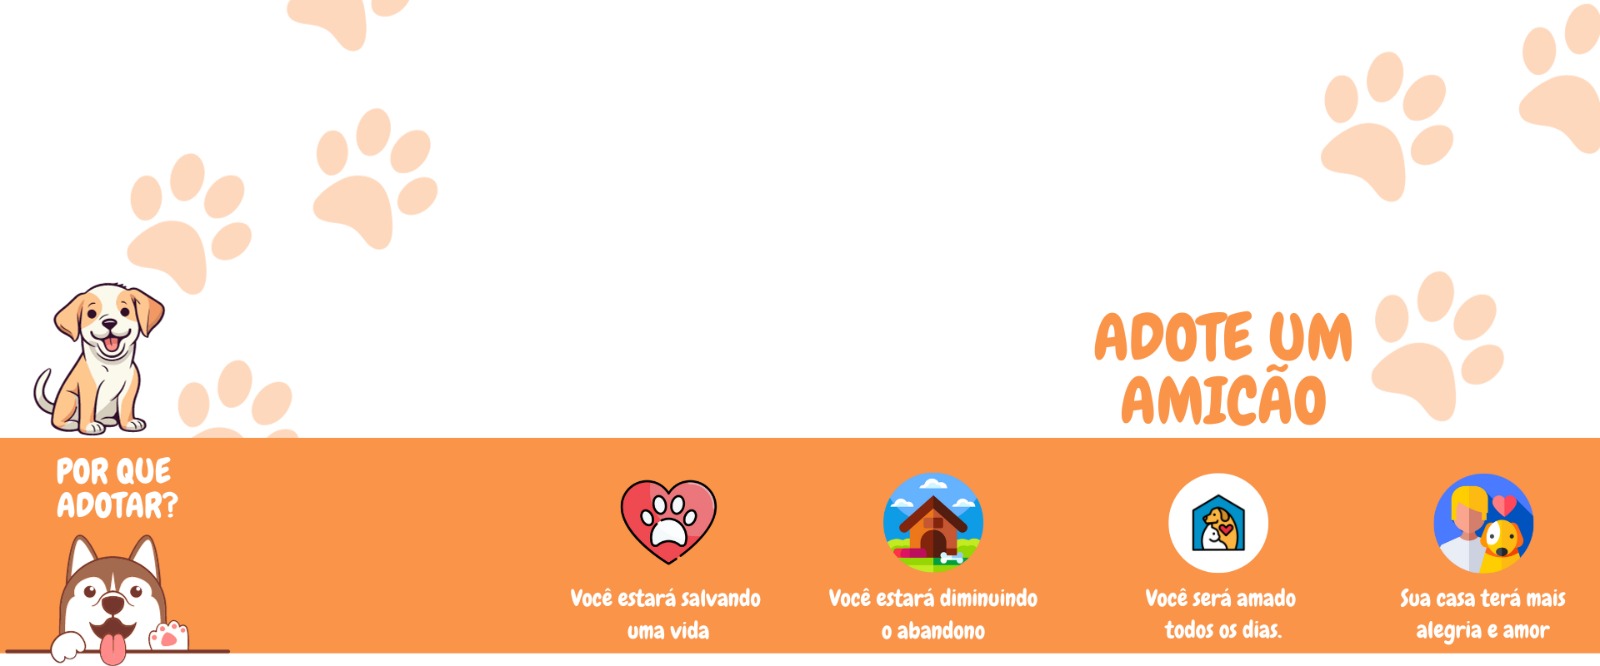 ADOTE UM
AMICÃO
POR QUE
ADOTAR?
Você estará salvando
uma vida
Você estará diminuindo
o abandono
Você será amado
todos os dias.
Sua casa terá mais
alegria e amor